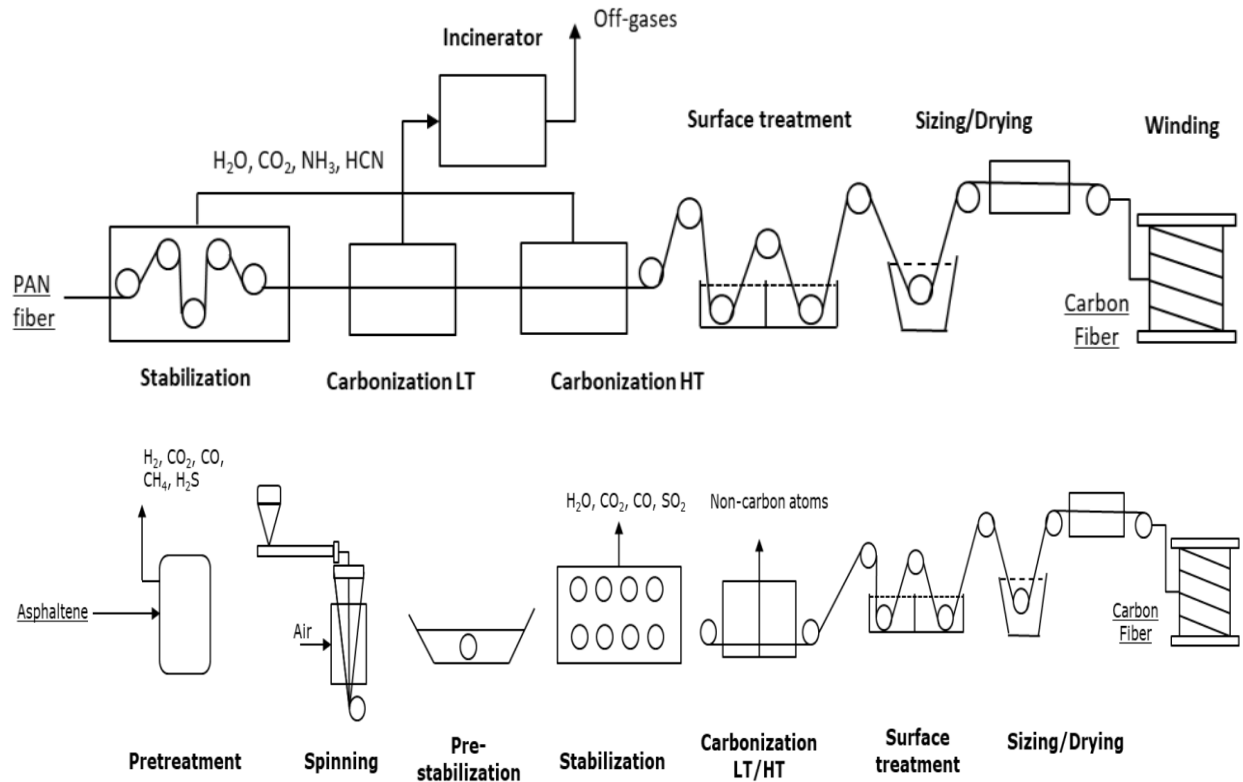 Off-gases
Incinerator
Surface treatment
Sizing/Drying
Winding
H₂O, CO₂, NH₃, HCN
PAN
fiber
Carbon
Fiber
Stabilization
Carbonization LT
Carbonization HT
H₂, CO₂, CO,
CH₄, H₂S
H₂O, CO₂, CO, SO₂
Non-carbon atoms
Asphaltene
Air
Carbon
Fiber
Pretreatment
Spinning
Pre-
stabilization
Stabilization
Carbonization
LT/HT
Surface
treatment
Sizing/Drying